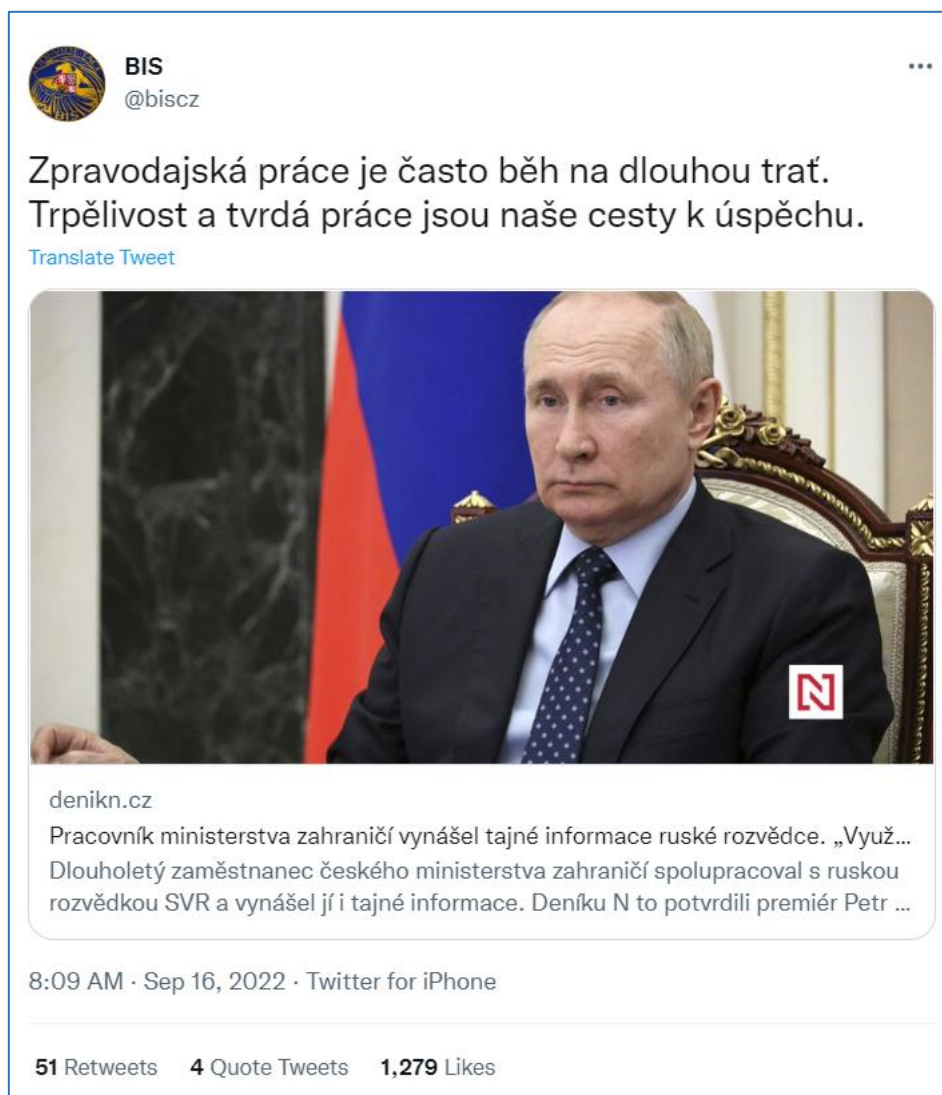 BIS
@biscz
Zpravodajská práce je často běh na dlouhou trať.
Trpělivost a tvrdá práce jsou naše cesty k úspěchu.
Translate Tweet
N
denikn.cz
Pracovník ministerstva zahraničí vynášel tajné informace ruské rozvědce. „Využ...
Dlouholetý zaměstnanec českého ministerstva zahraničí spolupracoval s ruskou
rozvědkou SVR a vynášel jí i tajné informace. Deníku N to potvrdili premiér Petr ...
8:09 AM · Sep 16, 2022 · Twitter for iPhone
51 Retweets 4 Quote Tweets 1,279 Likes